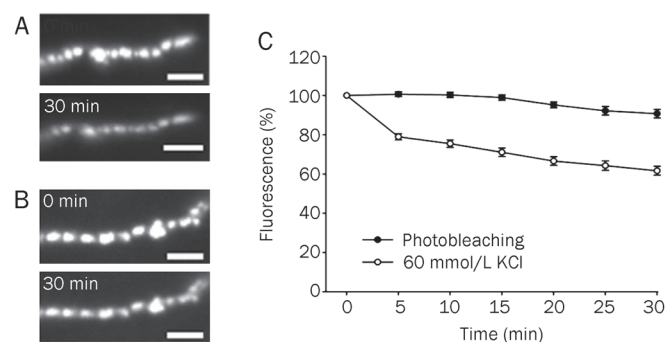 A
30 min
B
0 min
30 min
C
Fluorescence (%)
120
100
80
60
40
20
0
Photobleaching
60 mmol/L KCl
0 5 10 15 20 25 30
Time (min)